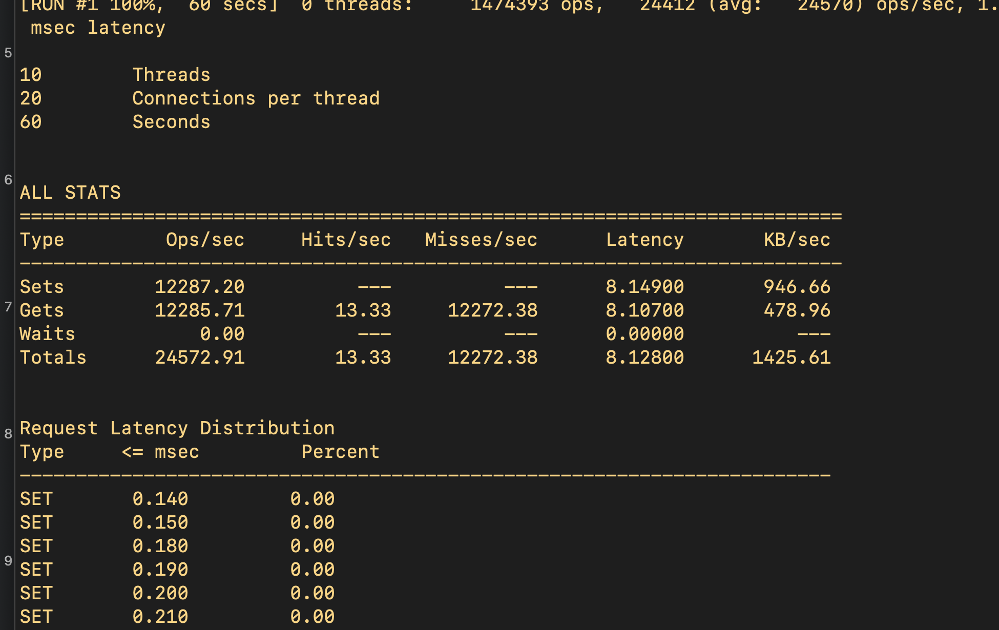 [RUN #1 100%,  60 secs]  0 threads:     1474393 ops,   24412 (avg:   24570) ops/sec, 1.
 msec latency
5
10        Threads
20        Connections per thread
60        Seconds
6
ALL STATS
=========================================================================
Type         Ops/sec     Hits/sec   Misses/sec      Latency       KB/sec
-------------------------------------------------------------------------
Sets        12287.20          ---          ---      8.14900       946.66
7
Gets        12285.71        13.33     12272.38      8.10700       478.96
Waits           0.00          ---          ---      0.00000          ---
Totals      24572.91        13.33     12272.38      8.12800      1425.61
8
Request Latency Distribution
Type     <= msec         Percent
------------------------------------------------------------------------
SET       0.140         0.00
SET       0.150         0.00
SET       0.180         0.00
9
SET       0.190         0.00
SET       0.200         0.00
SET       0.210         0.00